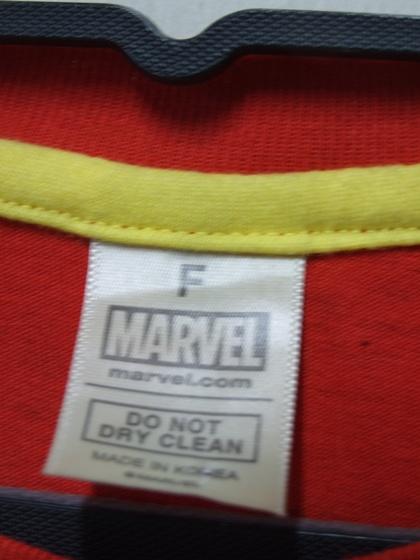 F
MARVEL
marvel.com
DO NOT
DRY CLEAN
MADE IN KOREA